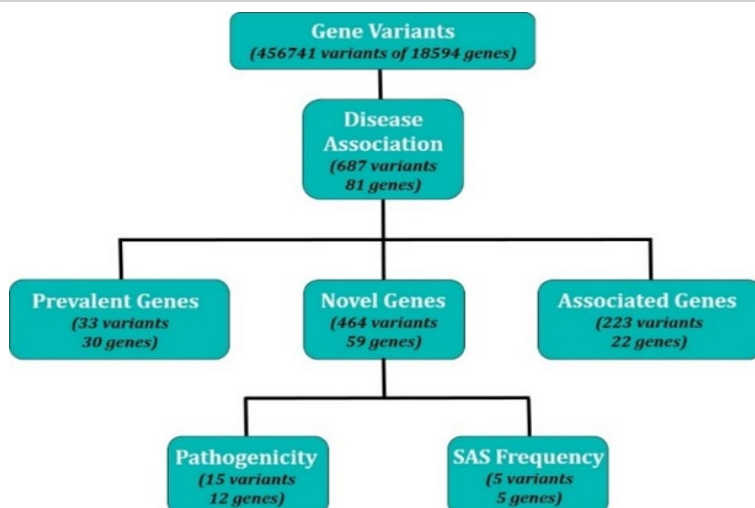 Gene Variants
(456741 variants of 18594 genes)
Disease
Association
(687 variants
81 genes)
Prevalent Genes
(33 variants
30 genes)
Novel Genes
(464 variants
59 genes)
Associated Genes
(223 variants
22 genes)
Pathogenicity
(15 variants
12 genes)
SAS Frequency
(5 variants
5 genes)